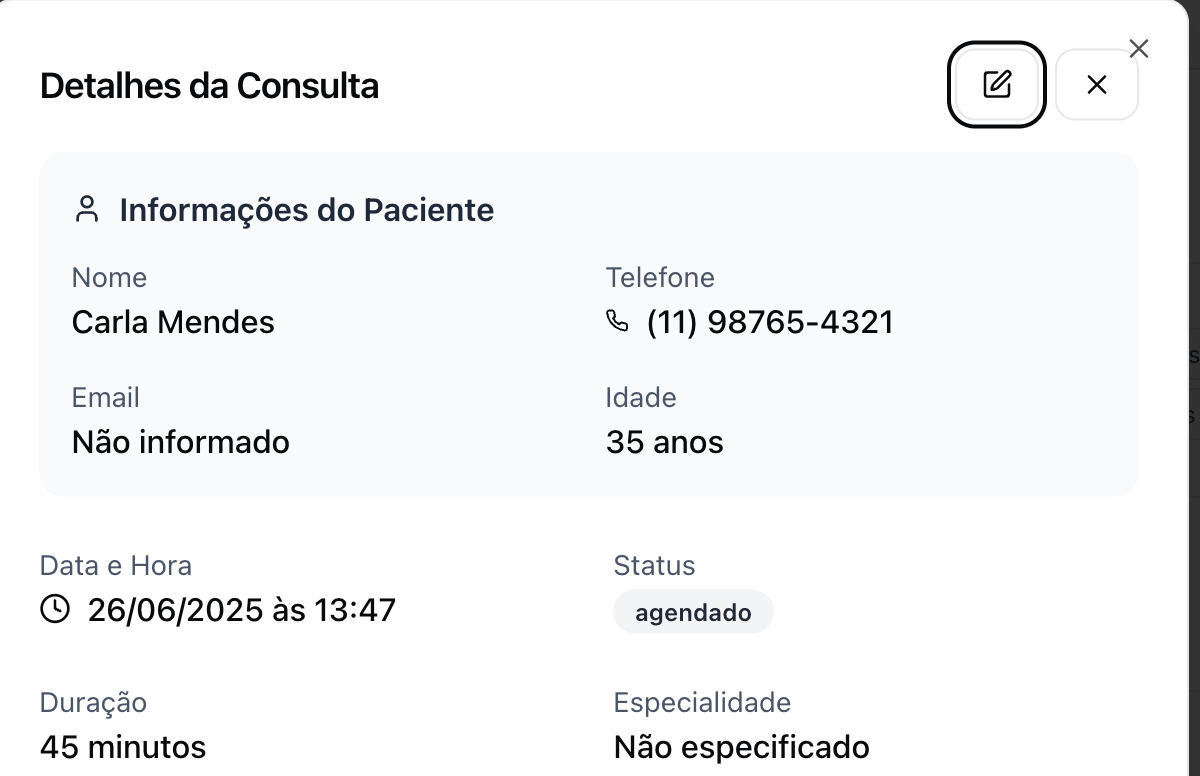 Detalhes da Consulta
Informações do Paciente
Nome
Carla Mendes
Telefone
(11) 98765-4321
Email
Não informado
Idade
35 anos
Data e Hora
26/06/2025 às 13:47
Status
agendado
Duração
45 minutos
Especialidade
Não especificado